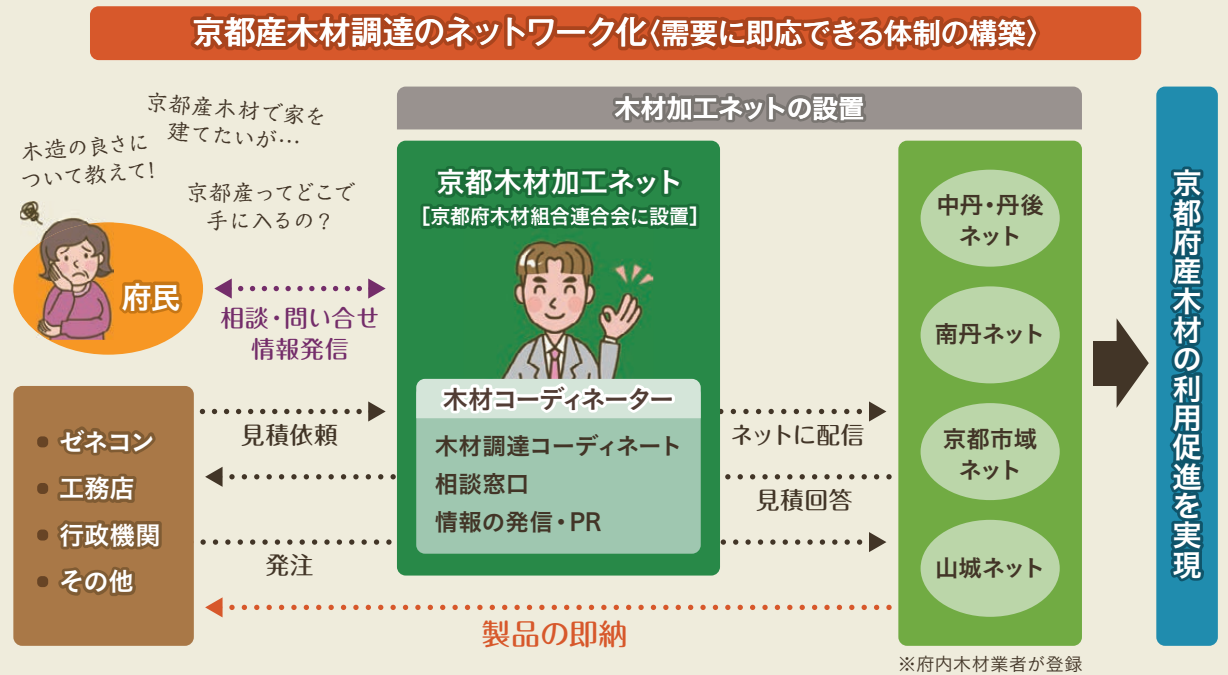 京都産木材調達のネットワーク化〈需要に即応できる体制の構築〉
京都産木材で家を
建てたいが…
木造の良さに
ついて教えて!
京都産ってどこで
手に入るの?
府民
相談・問い合せ
情報発信
ゼネコン
工務店
行政機関
その他
見積依頼
発注
木材加工ネットの設置
京都木材加工ネット
[京都府木材組合連合会に設置]
木材コーディネーター
木材調達コーディネート
相談窓口
情報の発信・PR
ネットに配信
見積回答
製品の即納
中丹・丹後
ネット
南丹ネット
京都市域
ネット
山城ネット
※府内木材業者が登録
京都府産木材の利用促進を実現